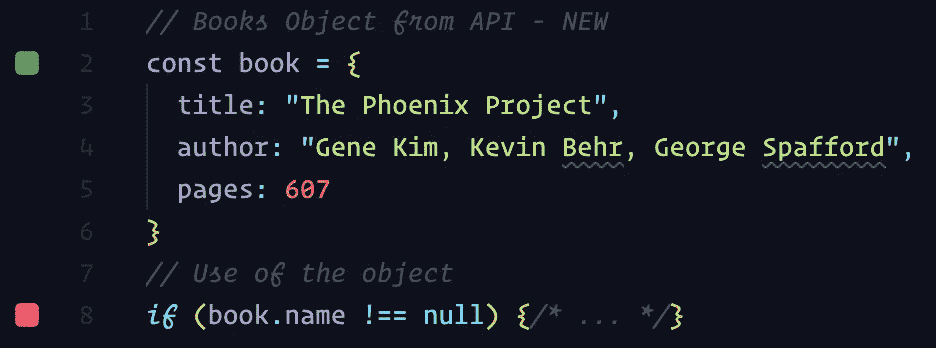 1 // Books Object from API - NEW
2 const book = {
3 title: "The Phoenix Project",
4 author: "Gene Kim, Kevin Behr, George Spafford",
5 pages: 607
6 }
7 // Use of the object
8 if (book.name !== null) {/* ... */}